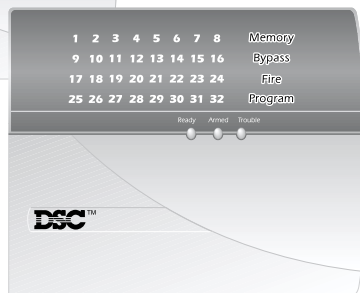 1 2 3 4 5 6 7 8 Memory
9 10 11 12 13 14 15 16 Bypass
17 18 19 20 21 22 23 24 Fire
25 26 27 28 29 30 31 32 Program
Ready Armed Trouble
DSC™